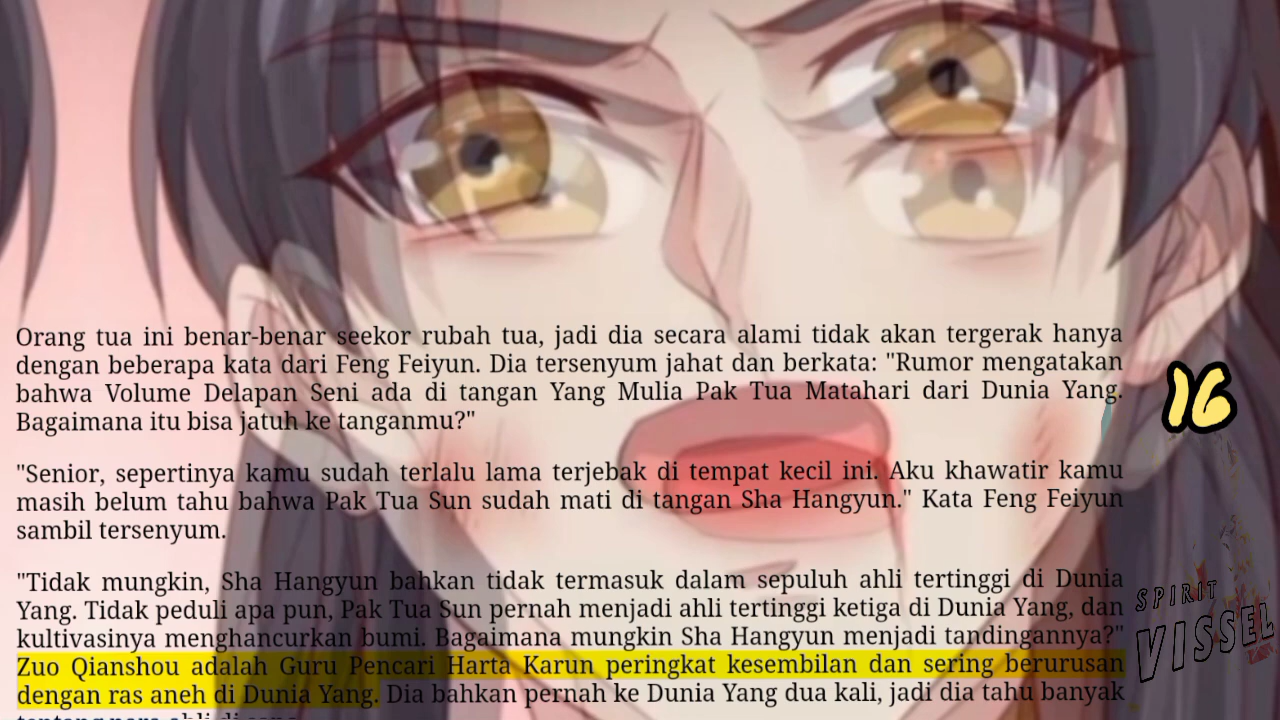 Orang tua ini benar-benar seekor rubah tua, jadi dia secara alami tidak akan tergerak hanya
dengan beberapa kata dari Feng Feiyun. Dia tersenyum jahat dan berkata: "Rumor mengatakan
bahwa Volume Delapan Seni ada di tangan Yang Mulia Pak Tua Matahari dari Dunia Yang.
Bagaimana itu bisa jatuh ke tanganmu?"
16
"Senior, sepertinya kamu sudah terlalu lama terjebak di tempat kecil ini. Aku khawatir kamu
masih belum tahu bahwa Pak Tua Sun sudah mati di tangan Sha Hangyun." Kata Feng Feiyun
sambil tersenyum.
"Tidak mungkin, Sha Hangyun bahkan tidak termasuk dalam sepuluh ahli tertinggi di Dunia
Yang. Tidak peduli apa pun, Pak Tua Sun pernah menjadi ahli tertinggi ketiga di Dunia Yang, dan
kultivasinya menghancurkan bumi. Bagaimana mungkin Sha Hangyun menjadi tandingannya?"
Zuo Qianshou adalah Guru Pencari Harta Karun peringkat kesembilan dan sering berurusan
dengan ras aneh di Dunia Yang. Dia bahkan pernah ke Dunia Yang dua kali, jadi dia tahu banyak
SPIRIT
VISSEL